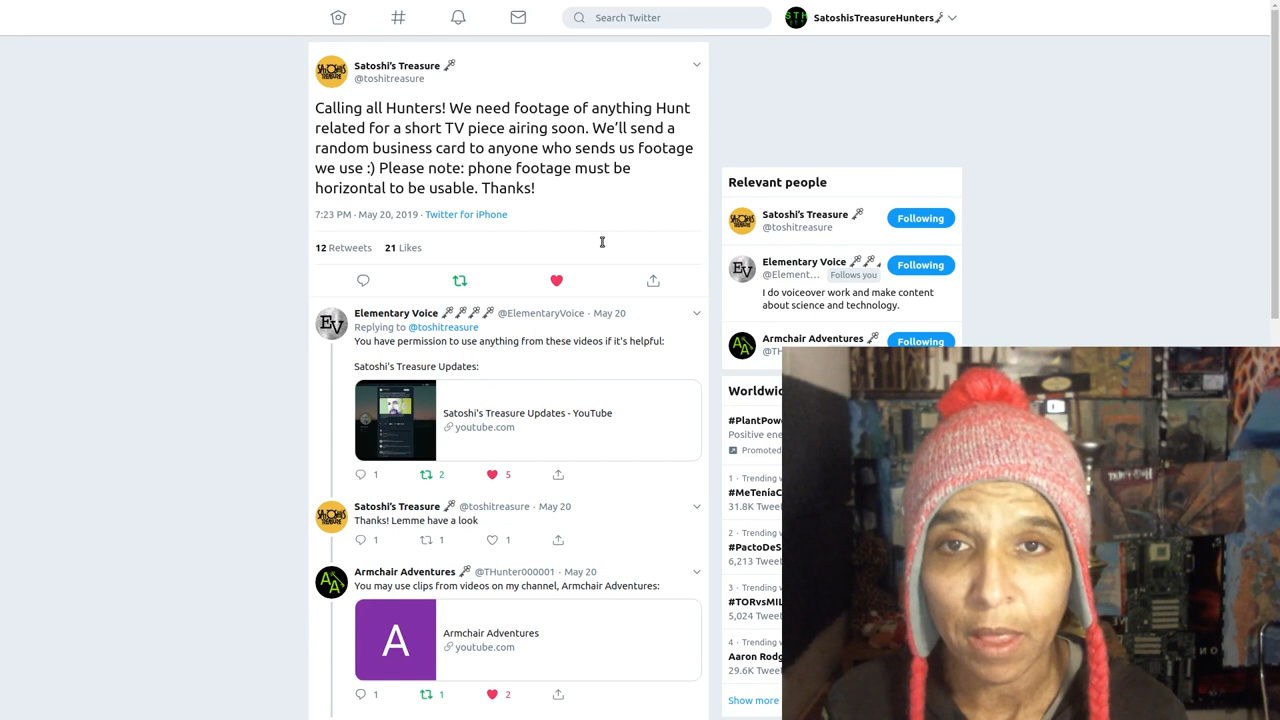 Search Twitter
SatoshisTreasureHunters
Satoshi's Treasure
@toshitreasure
Calling all Hunters! We need footage of anything Hunt
related for a short TV piece airing soon. We'll send a
random business card to anyone who sends us footage
we use :) Please note: phone footage must be
horizontal to be usable. Thanks!
7:23 PM · May 20, 2019 · Twitter for iPhone
12 Retweets 21 Likes
Elementary Voice @ElementaryVoice · May 20
Replying to @toshitreasure
You have permission to use anything from these videos if it's helpful:
Satoshi's Treasure Updates:
Satoshi's Treasure Updates - YouTube
youtube.com
1 2 5
Satoshi's Treasure @toshitreasure · May 20
Thanks! Lemme have a look
1 1 1
Armchair Adventures @THunter000001 · May 20
You may use clips from videos on my channel, Armchair Adventures:
A
Armchair Adventures
youtube.com
1 1 2
Relevant people
Satoshi's Treasure
@toshitreasure
Following
Elementary Voice
@Element... Follows you
Following
I do voiceover work and make content
about science and technology.
Armchair Adventures
@TH
Following
Worldwi
#PlantPow
Positive ene
Promoted
1 · Trending
#MeTeníaC
31.8K Tweet
2 · Trending
#PactoDeS
6,213 Tweet
3 · Trending
#TORvsMIL
5,024 Tweet
4 · Trending
Aaron Rodg
29.6K Tweet
Show more